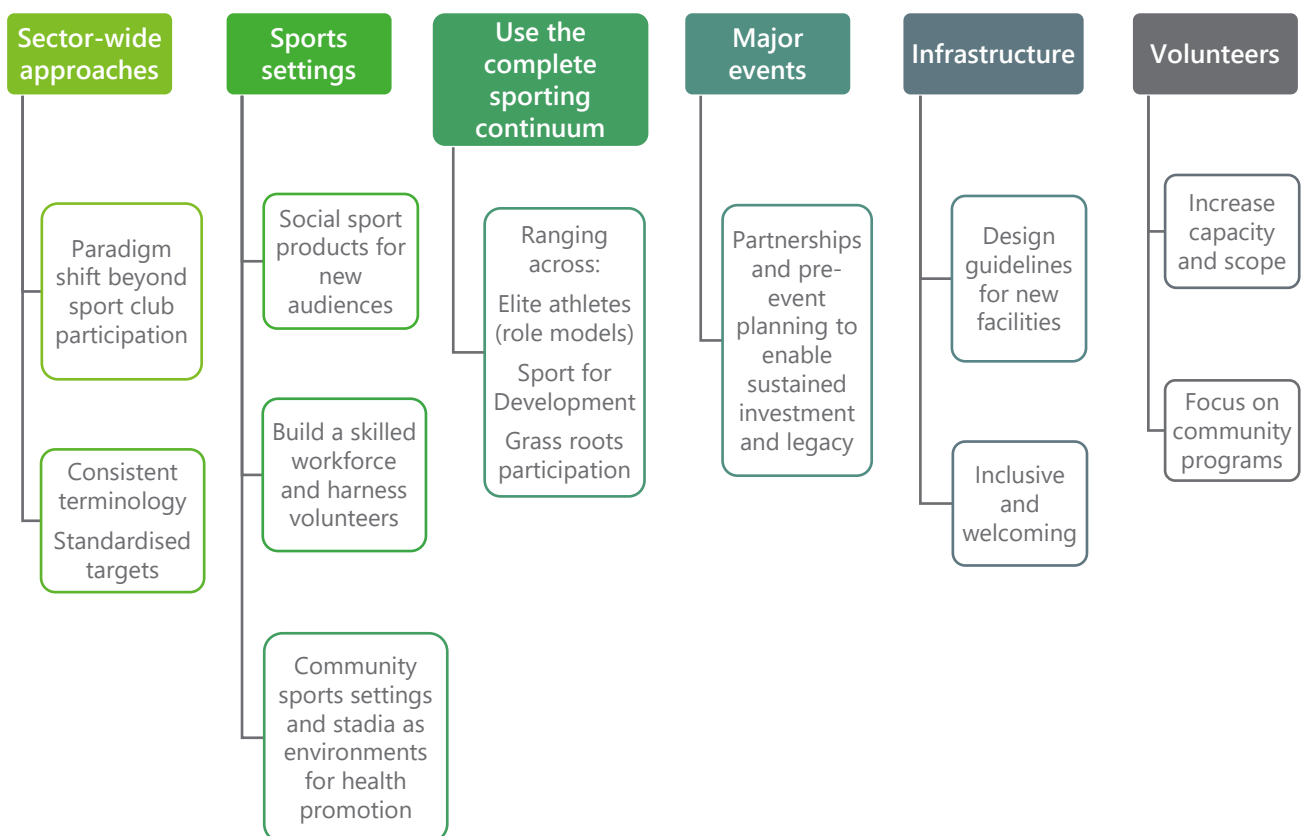 Sector-wide
approaches
Paradigm
shift beyond
sport club
participation
Consistent
terminology
Standardised
targets
Sports
settings
Social sport
products for
new
audiences
Build a skilled
workforce
and harness
volunteers
Community
sports settings
and stadia as
environments
for health
promotion
Use the
complete
sporting
continuum
Ranging
across:
Elite athletes
(role models)
Sport for
Development
Grass roots
participation
Major
events
Partnerships
and pre-
event
planning to
enable
sustained
investment
and legacy
Infrastructure
Design
guidelines
for new
facilities
Inclusive
and
welcoming
Volunteers
Increase
capacity
and scope
Focus on
community
programs